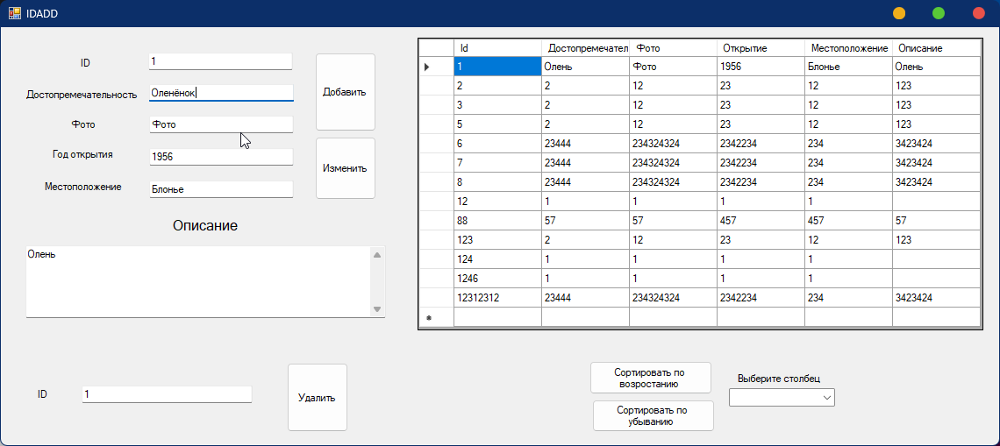 IDADD
ID 1
Достопремечательность Оленёнок
Фото Фото
Год открытия 1956
Местоположение Блонье
Добавить
Изменить
Описание
Олень
ID 1
Удалить
Id Достопремечател Фото Открытие Местоположение Описание
1 Олень Фото 1956 Блонье Олень
2 2 12 23 12 123
3 2 12 23 12 123
5 2 12 23 12 123
6 23444 234324324 2342234 234 3423424
7 23444 234324324 2342234 234 3423424
8 23444 234324324 2342234 234 3423424
12 1 1 1 1
88 57 57 457 457 57
123 2 12 23 12 123
124 1 1 1 1
1246 1 1 1 1
12312312 23444 234324324 2342234 234 3423424
Сортировать по
возростанию
Сортировать по
убыванию
Выберите столбец